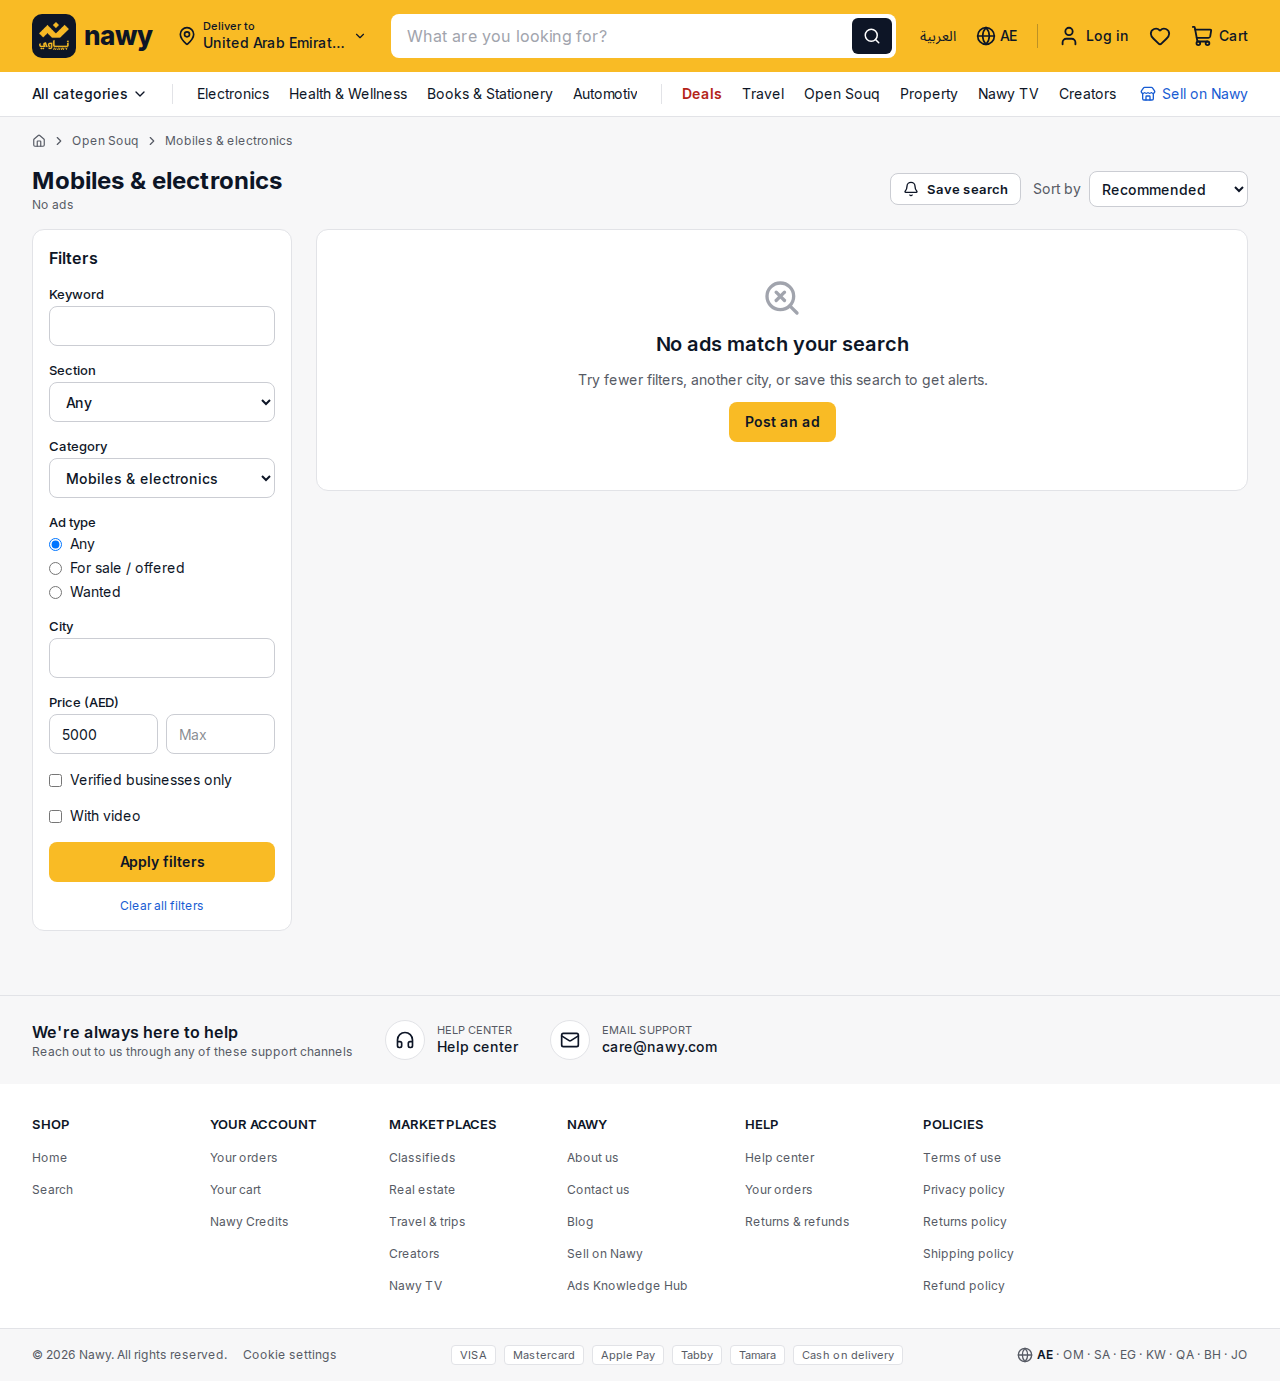 نــاوي
NAWY
nawy
Deliver to
United Arab Emirat...
What are you looking for?
العربية
AE
Log in
Cart
All categories
Electronics
Health & Wellness
Books & Stationery
Automotiv
Deals
Travel
Open Souq
Property
Nawy TV
Creators
Sell on Nawy
Open Souq
Mobiles & electronics
Mobiles & electronics
No ads
Save search
Sort by
Recommended
Filters
Keyword
Section
Any
Category
Mobiles & electronics
Ad type
Any
For sale / offered
Wanted
City
Price (AED)
5000
Max
Verified businesses only
With video
Apply filters
Clear all filters
No ads match your search
Try fewer filters, another city, or save this search to get alerts.
Post an ad
We're always here to help
Reach out to us through any of these support channels
HELP CENTER
Help center
EMAIL SUPPORT
care@nawy.com
SHOP
Home
Search
YOUR ACCOUNT
Your orders
Your cart
Nawy Credits
MARKETPLACES
Classifieds
Real estate
Travel & trips
Creators
Nawy TV
NAWY
About us
Contact us
Blog
Sell on Nawy
Ads Knowledge Hub
HELP
Help center
Your orders
Returns & refunds
POLICIES
Terms of use
Privacy policy
Returns policy
Shipping policy
Refund policy
© 2026 Nawy. All rights reserved.
Cookie settings
VISA
Mastercard
Apple Pay
Tabby
Tamara
Cash on delivery
AE · OM · SA · EG · KW · QA · BH · JO